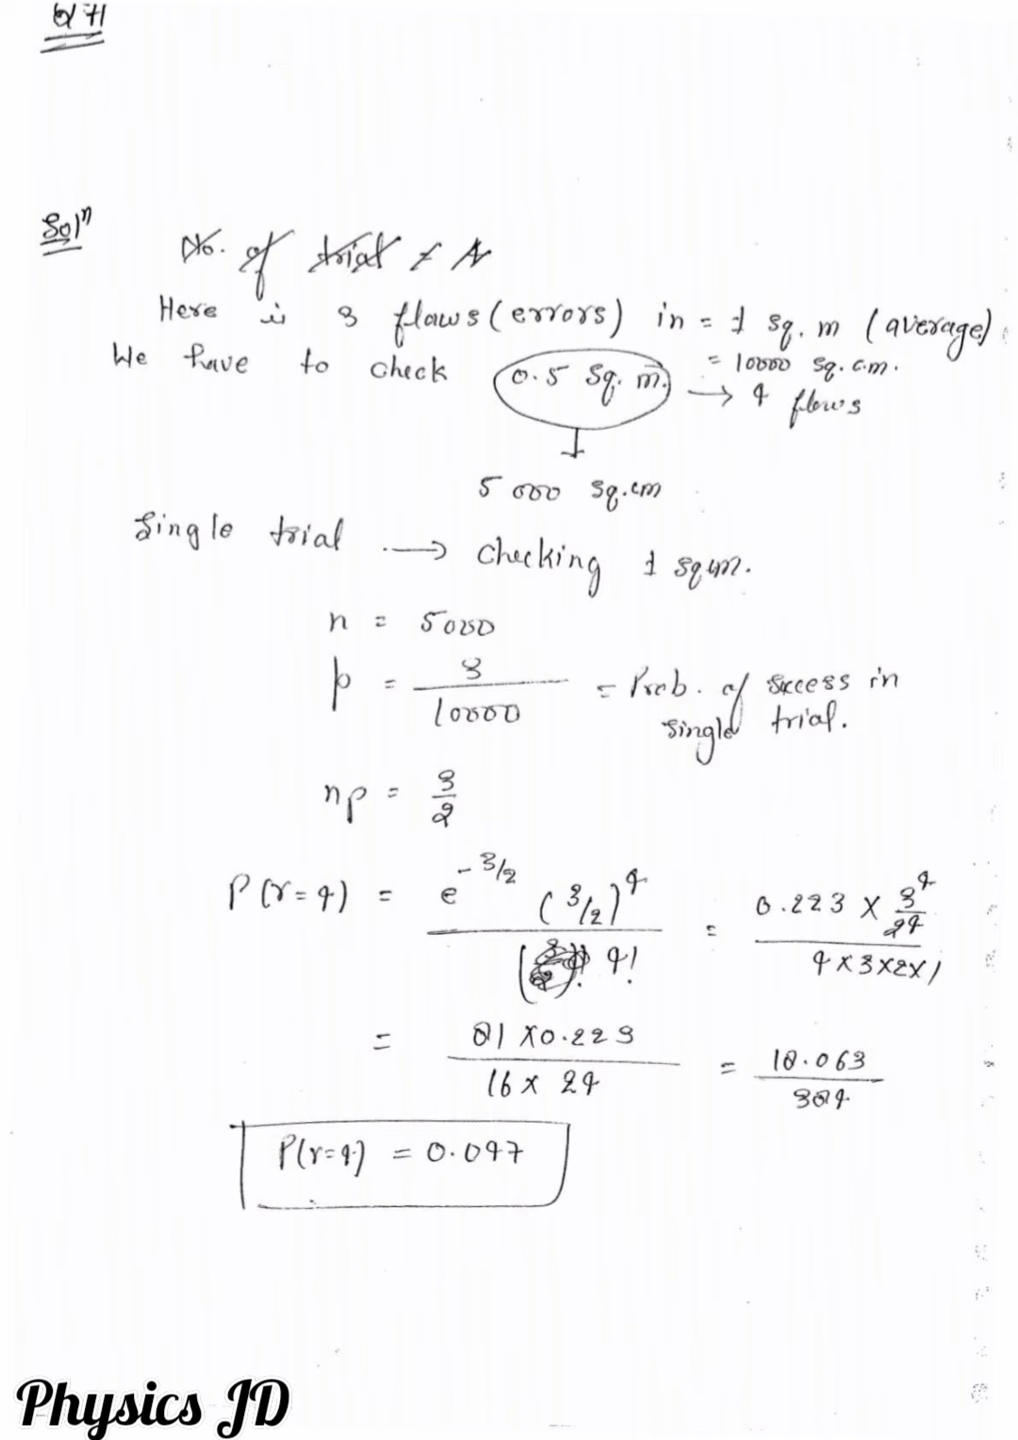 Q 71
Solⁿ
No. of trial = N
Here is 3 flaws (errors) in = 1 sq. m (average)
= 10000 sq. c.m.
We have to check 0.5 sq. m. → 4 flows
5000 sq.cm
Single trial → checking 1 sq cm.
n = 5000
p = 3/10000 = Prob. of success in single trial.
np = 3/2
P(r=4) = e^(-3/2) (3/2)^4 / 4! = 0.223 × 3^4/2^4 / 4×3×2×1
= 81 × 0.223 / 16 × 24 = 18.063 / 384
P(r=4) = 0.047
Physics JD